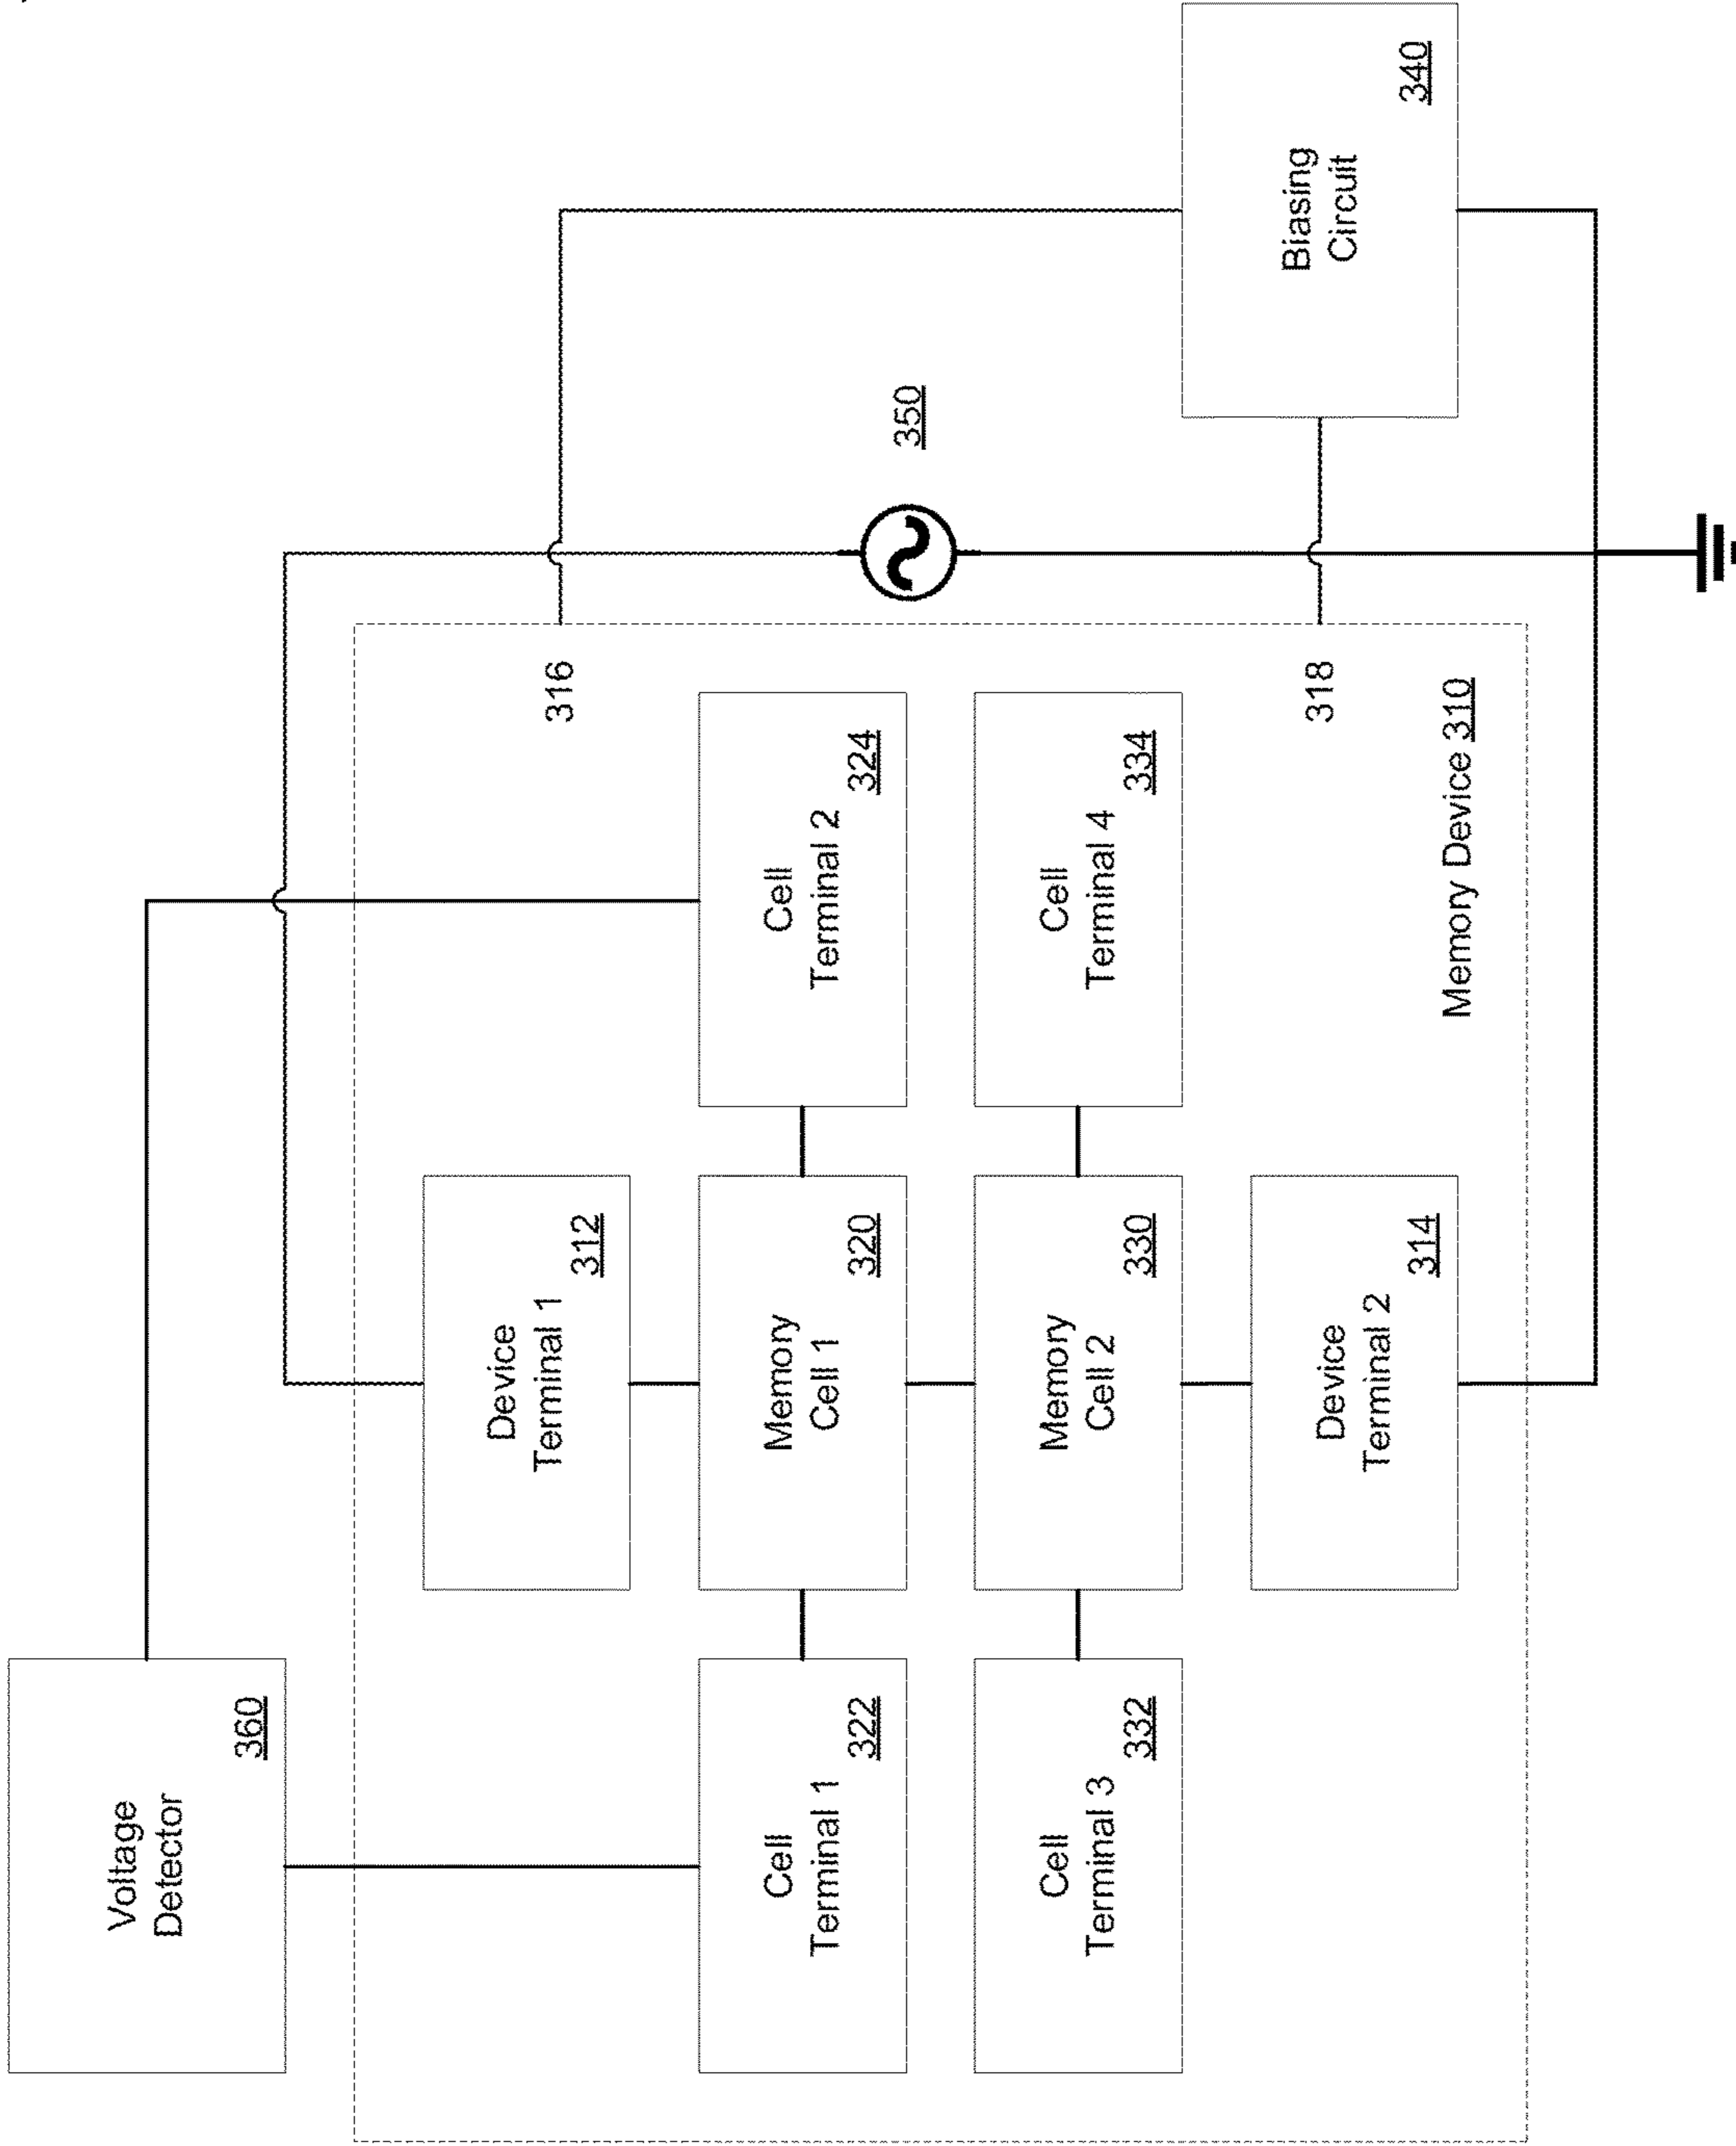 Voltage
Detector
360
Device
Terminal 1
312
316
Cell
Terminal 1
322
Memory
Cell 1
320
Cell
Terminal 2
324
350
Cell
Terminal 3
332
Memory
Cell 2
330
Cell
Terminal 4
334
Device
Terminal 2
314
318
Memory Device 310
Biasing
Circuit
340